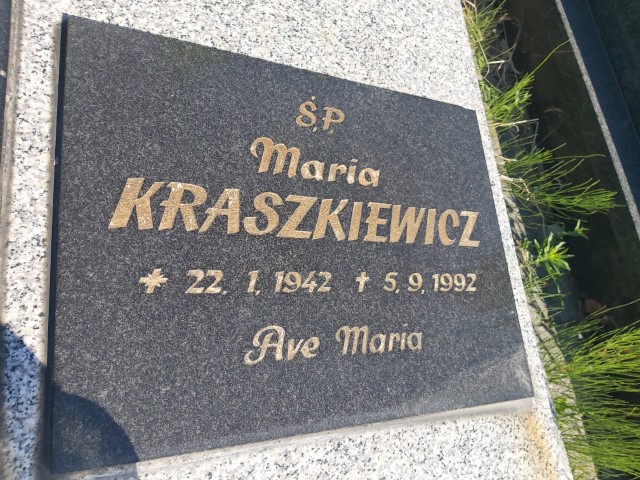 Ś.P.
Maria
KRASZKIEWICZ
* 22. 1. 1942 † 5. 9. 1992
Ave Maria